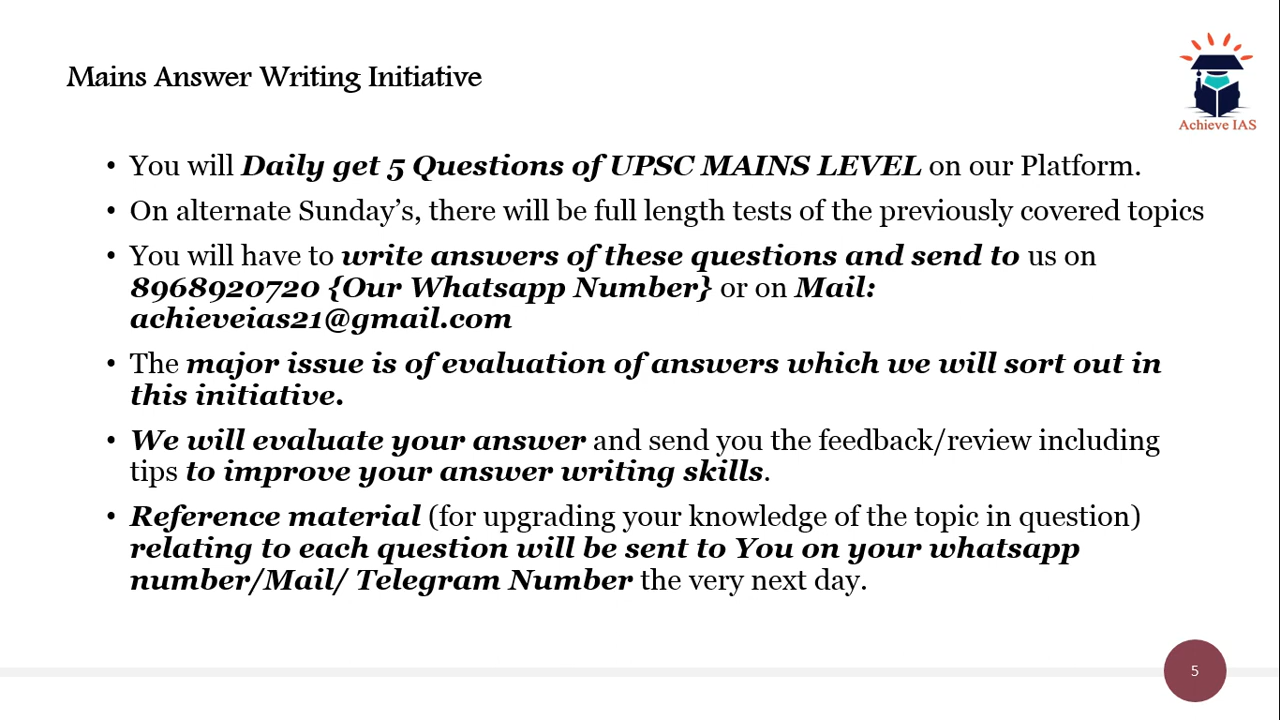 Mains Answer Writing Initiative
Achieve IAS
• You will Daily get 5 Questions of UPSC MAINS LEVEL on our Platform.
• On alternate Sunday’s, there will be full length tests of the previously covered topics
• You will have to write answers of these questions and send to us on
8968920720 {Our Whatsapp Number} or on Mail:
achieveias21@gmail.com
• The major issue is of evaluation of answers which we will sort out in
this initiative.
• We will evaluate your answer and send you the feedback/review including
tips to improve your answer writing skills.
• Reference material (for upgrading your knowledge of the topic in question)
relating to each question will be sent to You on your whatsapp
number/Mail/ Telegram Number the very next day.
5